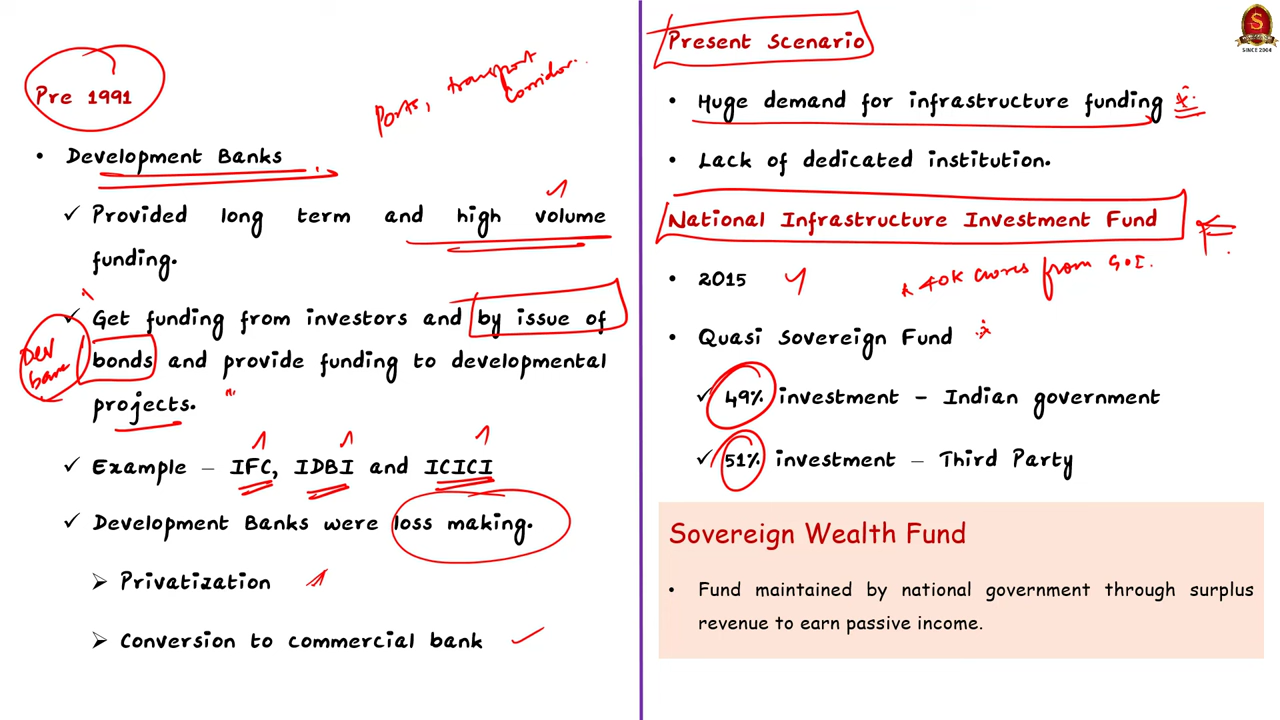 Pre 1991
Ports, transport
corridor..
• Development Banks
✓ Provided long term and high volume
funding.
✓ Get funding from investors and by issue of
bonds and provide funding to developmental
projects.
Dev
bank
✓ Example – IFC, IDBI and ICICI
✓ Development Banks were loss making.
➢ Privatization
➢ Conversion to commercial bank
S
SINCE 2004
Present Scenario
• Huge demand for infrastructure funding
• Lack of dedicated institution.
National Infrastructure Investment Fund
• 2015
40K crores from G.O.I.
• Quasi Sovereign Fund
✓ 49% investment - Indian government
✓ 51% investment – Third Party
Sovereign Wealth Fund
• Fund maintained by national government through surplus
revenue to earn passive income.